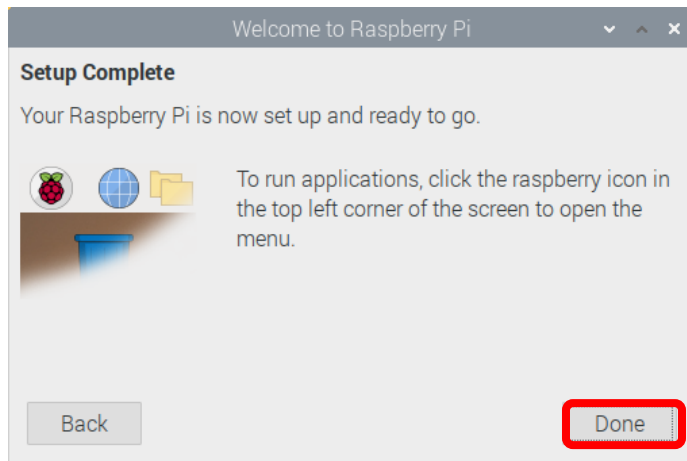 Welcome to Raspberry Pi
Setup Complete
Your Raspberry Pi is now set up and ready to go.
To run applications, click the raspberry icon in
the top left corner of the screen to open the
menu.
Back
Done